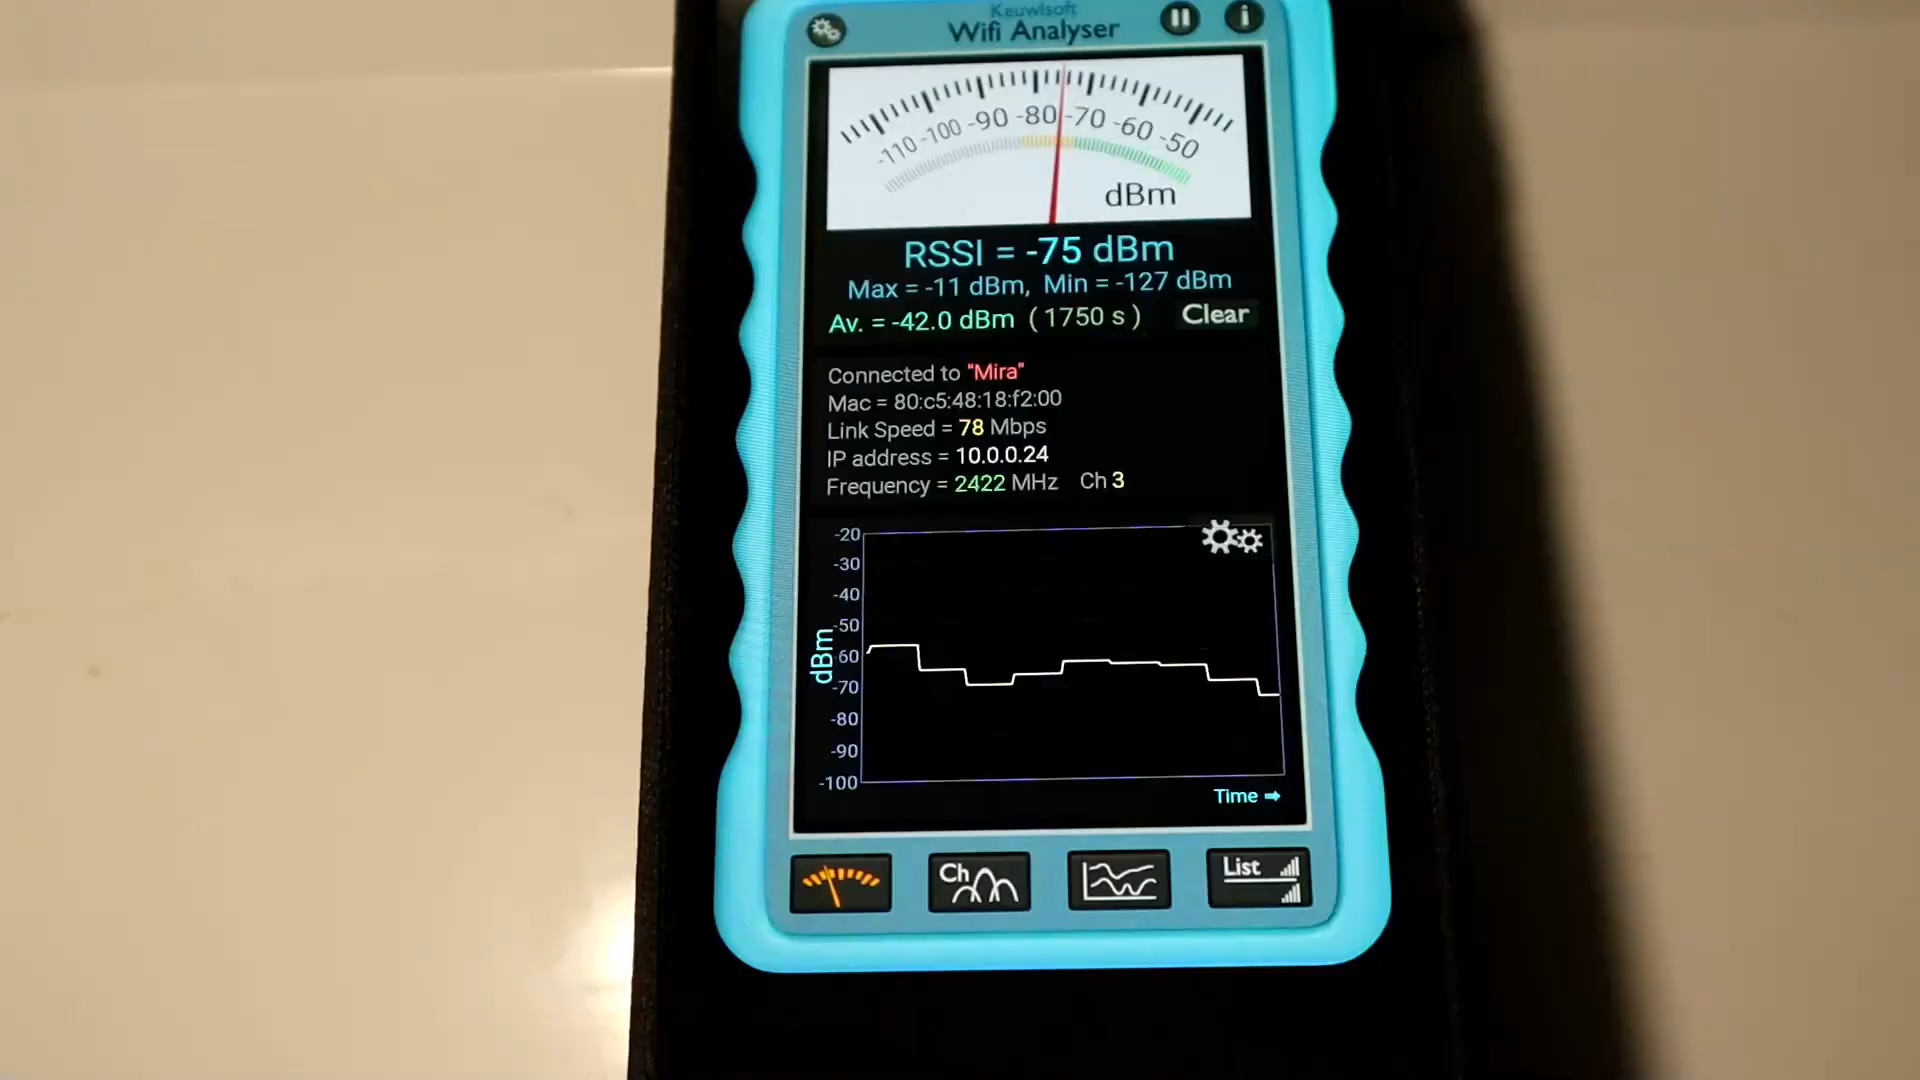 Keuwlsoft
Wifi Analyser
-110 -100 -90 -80 -70 -60 -50
dBm
RSSI = -75 dBm
Max = -11 dBm, Min = -127 dBm
Av. = -42.0 dBm ( 1750 s )
Clear
Connected to "Mira"
Mac = 80:c5:48:18:f2:00
Link Speed = 78 Mbps
IP address = 10.0.0.24
Frequency = 2422 MHz Ch 3
-20
-30
-40
-50
-60
-70
-80
-90
-100
dBm
Time
Ch
List